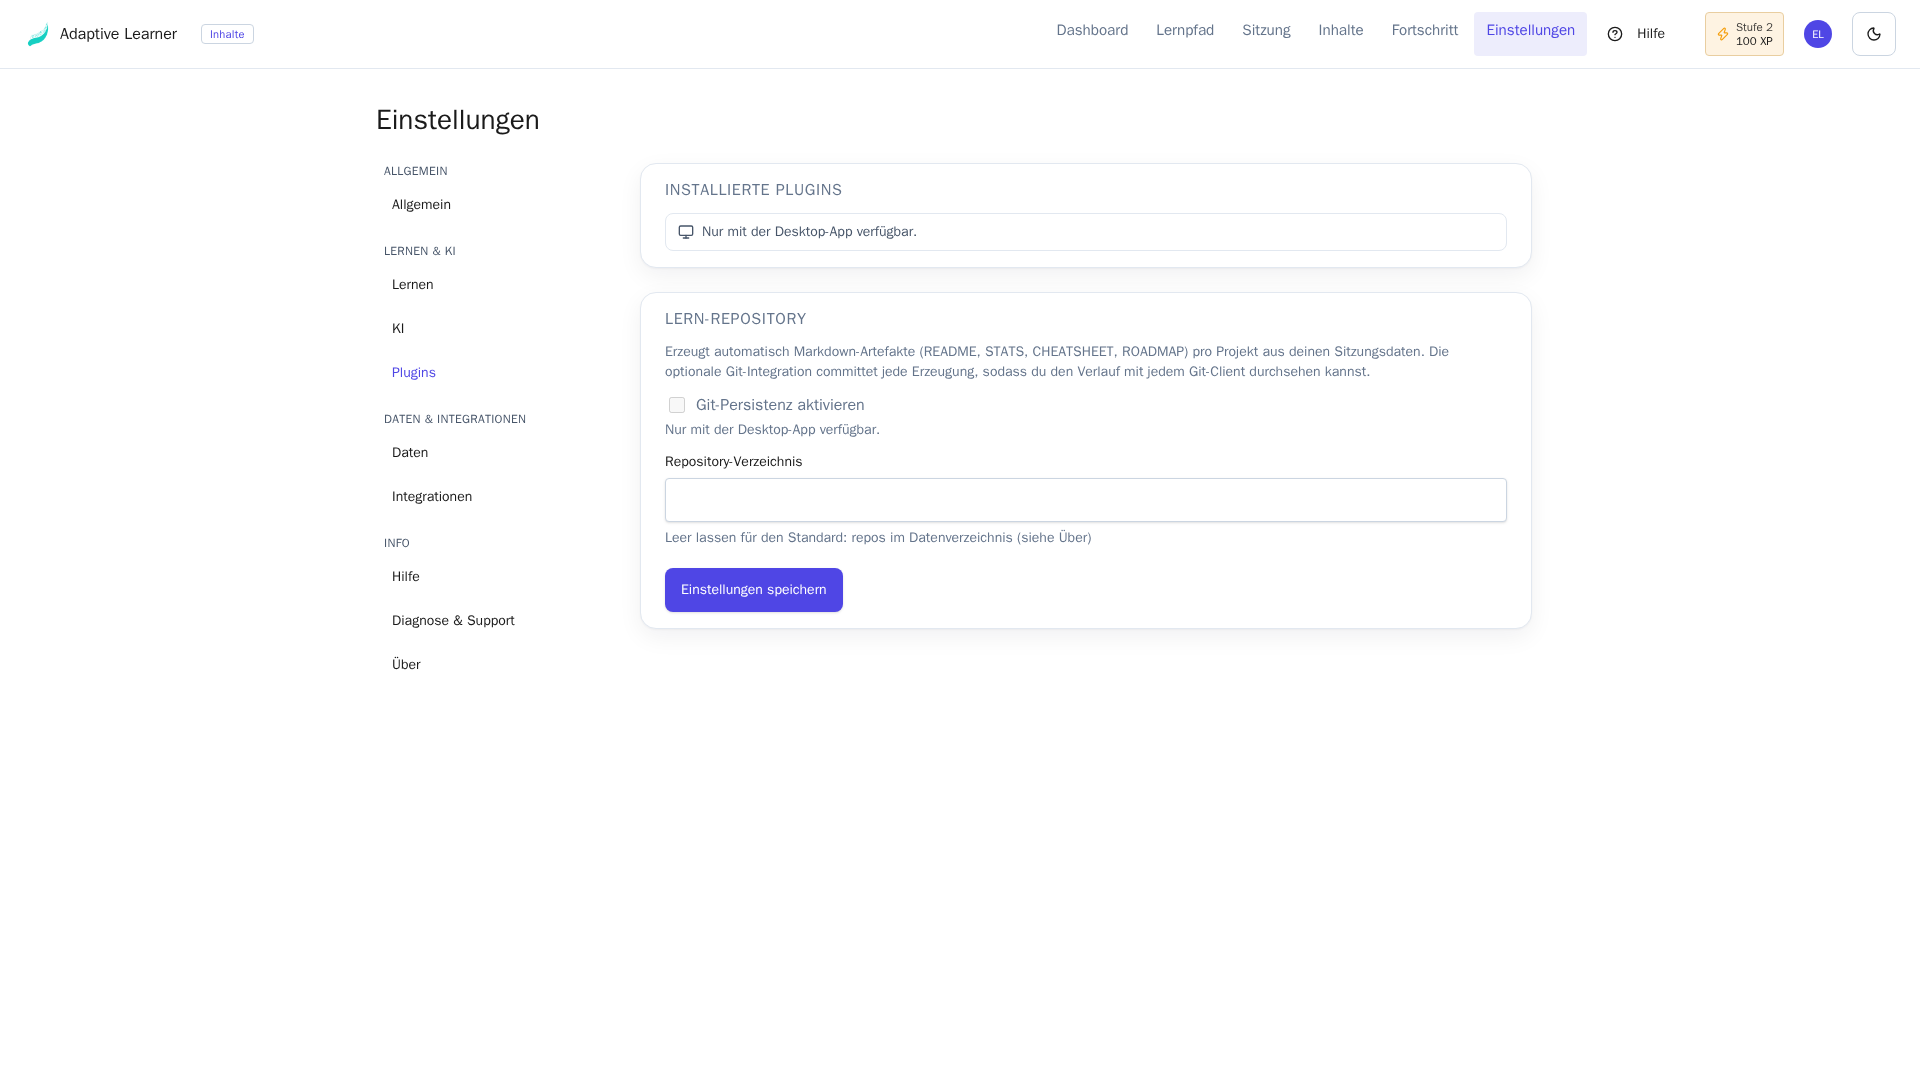 Adaptive Learner
Inhalte
Dashboard
Lernpfad
Sitzung
Inhalte
Fortschritt
Einstellungen
Hilfe
Stufe 2
100 XP
EL
Einstellungen
ALLGEMEIN
Allgemein
LERNEN & KI
Lernen
KI
Plugins
DATEN & INTEGRATIONEN
Daten
Integrationen
INFO
Hilfe
Diagnose & Support
Über
INSTALLIERTE PLUGINS
Nur mit der Desktop-App verfügbar.
LERN-REPOSITORY
Erzeugt automatisch Markdown-Artefakte (README, STATS, CHEATSHEET, ROADMAP) pro Projekt aus deinen Sitzungsdaten. Die
optionale Git-Integration committet jede Erzeugung, sodass du den Verlauf mit jedem Git-Client durchsehen kannst.
Git-Persistenz aktivieren
Nur mit der Desktop-App verfügbar.
Repository-Verzeichnis
Leer lassen für den Standard: repos im Datenverzeichnis (siehe Über)
Einstellungen speichern